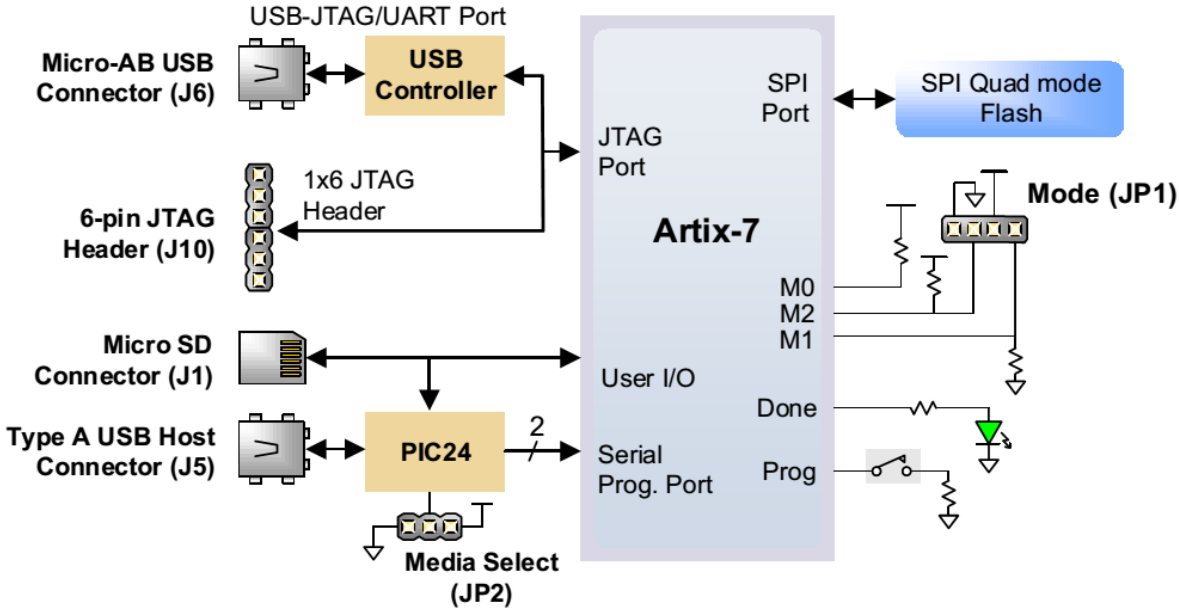 USB-JTAG/UART Port
Micro-AB USB
Connector (J6)
USB
Controller
SPI
Port
SPI Quad mode
Flash
JTAG
Port
1x6 JTAG
Header
6-pin JTAG
Header (J10)
Artix-7
Mode (JP1)
M0
M2
M1
Micro SD
Connector (J1)
User I/O
Done
Type A USB Host
Connector (J5)
PIC24
2
Serial
Prog. Port
Prog
Media Select
(JP2)